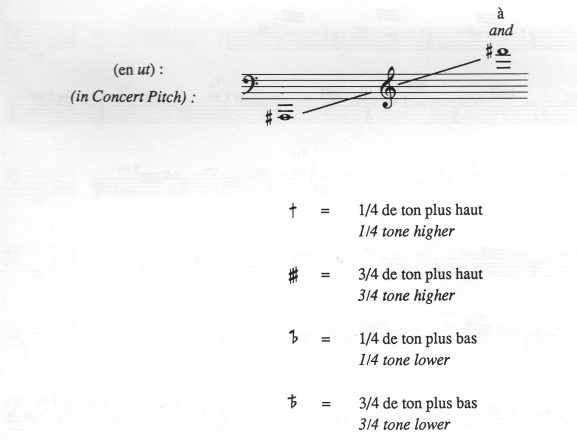 à
and
(en ut) :
(in Concert Pitch) :
= 1/4 de ton plus haut
1/4 tone higher
= 3/4 de ton plus haut
3/4 tone higher
= 1/4 de ton plus bas
1/4 tone lower
= 3/4 de ton plus bas
3/4 tone lower